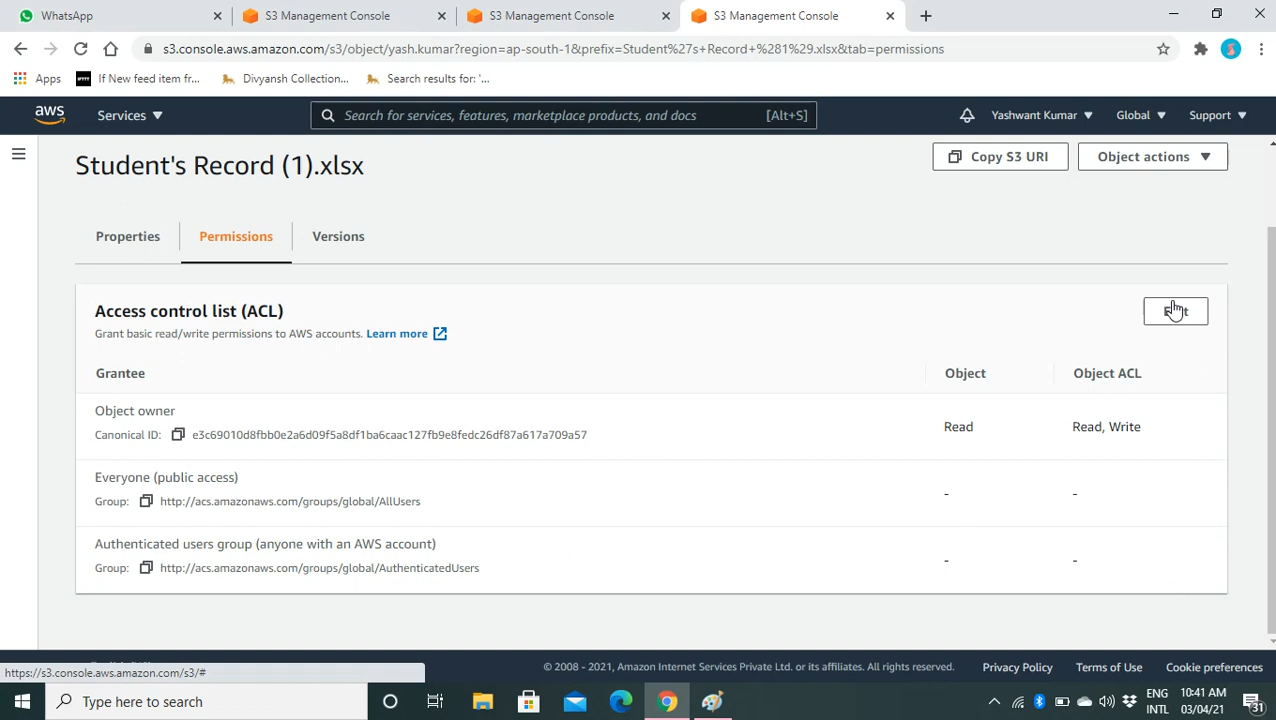 WhatsApp
S3 Management Console
S3 Management Console
S3 Management Console
s3.console.aws.amazon.com/s3/object/yash.kumar?region=ap-south-1&prefix=Student%27s+Record+%281%29.xlsx&tab=permissions
Apps
IFTTT
If New feed item fr...
Divyansh Collection...
Search results for: '...
aws
Services
Search for services, features, marketplace products, and docs
[Alt+S]
Yashwant Kumar
Global
Support
Student's Record (1).xlsx
Copy S3 URI
Object actions
Properties
Permissions
Versions
Access control list (ACL)
Grant basic read/write permissions to AWS accounts. Learn more
Grantee
Object
Object ACL
Object owner
Canonical ID: e3c69010d8fbb0e2a6d09f5a8df1ba6caac127fb9e8fedc26df87a617a709a57
Read
Read, Write
Everyone (public access)
Group: http://acs.amazonaws.com/groups/global/AllUsers
-
-
Authenticated users group (anyone with an AWS account)
Group: http://acs.amazonaws.com/groups/global/AuthenticatedUsers
-
-
https://s3.console.aws.amazon.com/s3/#
© 2008 - 2021, Amazon Internet Services Private Ltd. or its affiliates. All rights reserved.
Privacy Policy
Terms of Use
Cookie preferences
Type here to search
ENG
INTL
10:41 AM
03/04/21
31